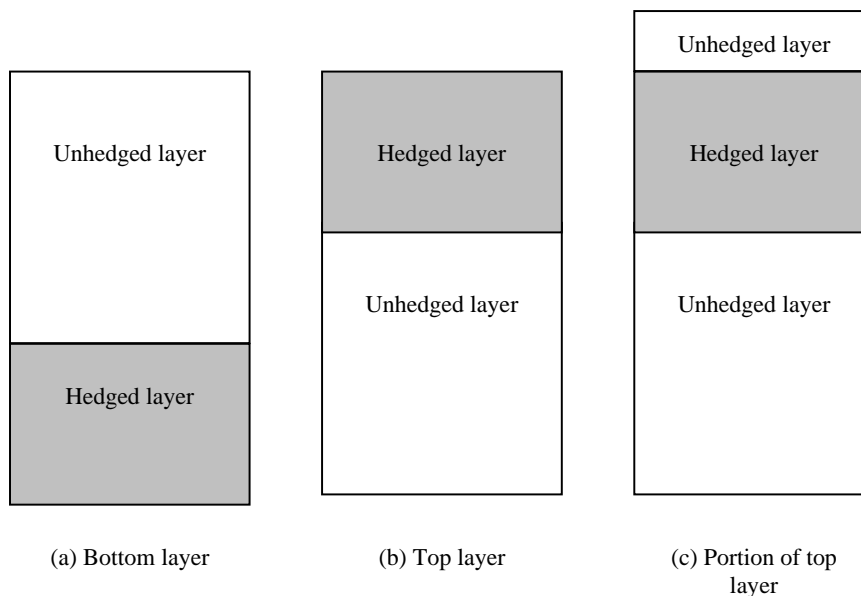 Unhedged layer
Hedged layer
(a) Bottom layer
Hedged layer
Unhedged layer
(b) Top layer
Unhedged layer
Hedged layer
Unhedged layer
(c) Portion of top
layer